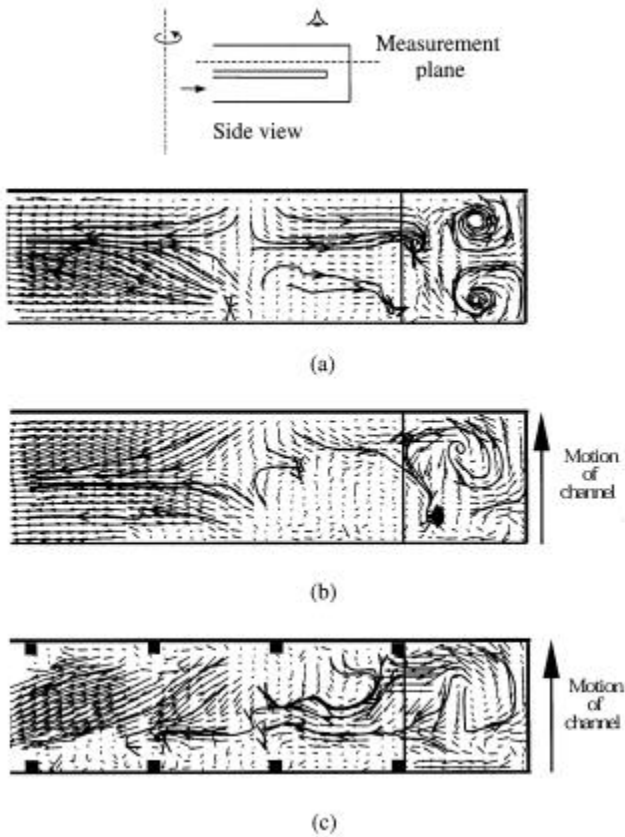 Measurement
plane
Side view
(a)
Motion
of
channel
(b)
Motion
of
channel
(c)